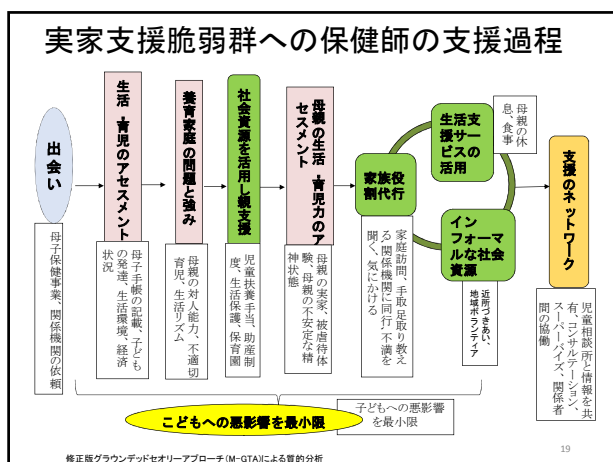 実家支援脆弱群への保健師の支援過程
出会い
母子保健事業、関係機関の依頼
生活・育児のアセスメント
母子手帳の記載、子ども
の発達、生活環境、経済
状況
養育家庭の問題と強み
母親の対人能力、不適切
育児、生活リズム
社会資源を活用し親支援
児童扶養手当、助産制
度、生活保護、保育園
母親の生活・育児力のア
セスメント
母親の実家、被虐待体
験、母親の不安定な精
神状態
家族役
割代行
家庭訪問、手取足取り教え
る、関係機関に同行、不満を
聞く、気にかける
生活支
援サー
ビスの
活用
母親の休
息、食事
イン
フォーマ
ルな社会
資源
近所づきあい、
地域ボランティア
支援のネットワーク
児童相談所と情報を共
有、コンサルテーション、
スーパーバイズ、関係者
間の協働
こどもへの悪影響を最小限
子どもへの悪影響
を最小限
修正版グラウンデッドセオリーアプローチ(M-GTA)による質的分析
19